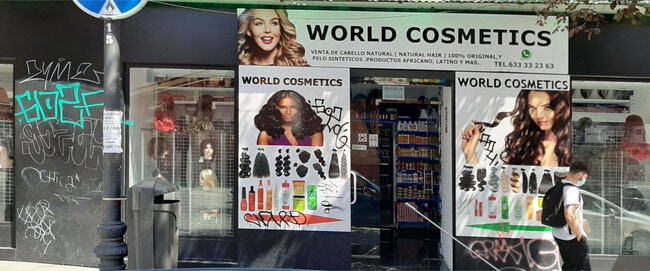 WORLD COSMETICS
VENTA DE CABELLO NATURAL ( NATURAL HAIR ) 100% ORIGINAL,Y
PELO SINTETICOS ,PRODUCTOS AFRICANO, LATINO Y MAS..
TEL.633 33 23 63
WORLD COSMETICS
WORLD COSMETICS